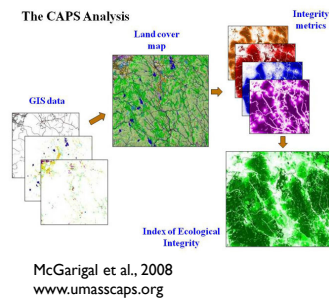 The CAPS Analysis
Integrity
metrics
Land cover
map
GIS data
Index of Ecological
Integrity
McGarigal et al., 2008
www.umasscaps.org